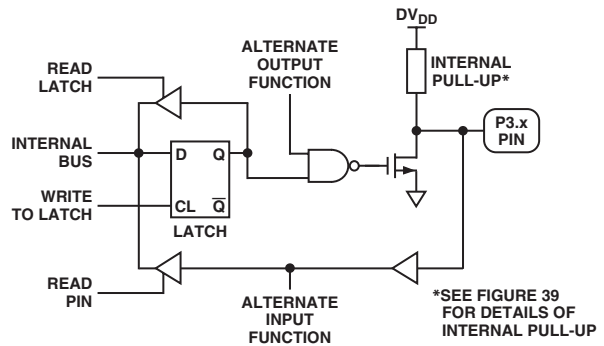 DVDD
ALTERNATE
OUTPUT
FUNCTION
READ
LATCH
INTERNAL
PULL-UP*
P3.x
PIN
INTERNAL
BUS
D Q
WRITE
TO LATCH
CL Q̅
LATCH
READ
PIN
ALTERNATE
INPUT
FUNCTION
*SEE FIGURE 39
FOR DETAILS OF
INTERNAL PULL-UP